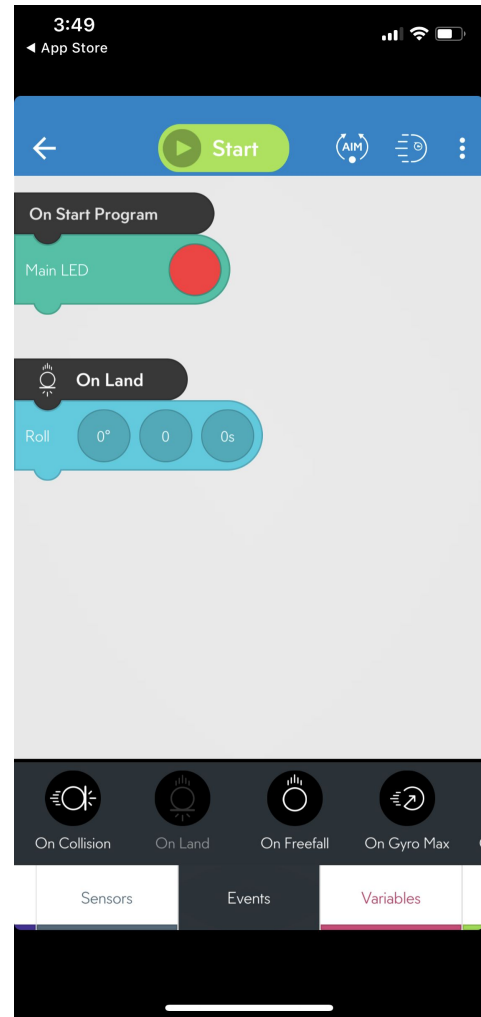 3:49
◀ App Store
Start
AIM
On Start Program
Main LED
On Land
Roll 0° 0 0s
On Collision On Land On Freefall On Gyro Max
Sensors Events Variables